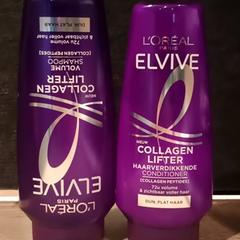 DUN, PLAT HAAR
72u volume
& zichtbaar voller haar
[COLLAGEN PEPTIDES]
SHAMPOO
VOLUME
LIFTER
COLLAGEN
NIEUW
ELVIVE
PARIS
L'ORÉAL
L'ORÉAL
PARIS
ELVIVE
NIEUW
COLLAGEN
LIFTER
HAARVERDIKKENDE
CONDITIONER
[COLLAGEN PEPTIDES]
72u volume
& zichtbaar voller haar
DUN, PLAT HAAR